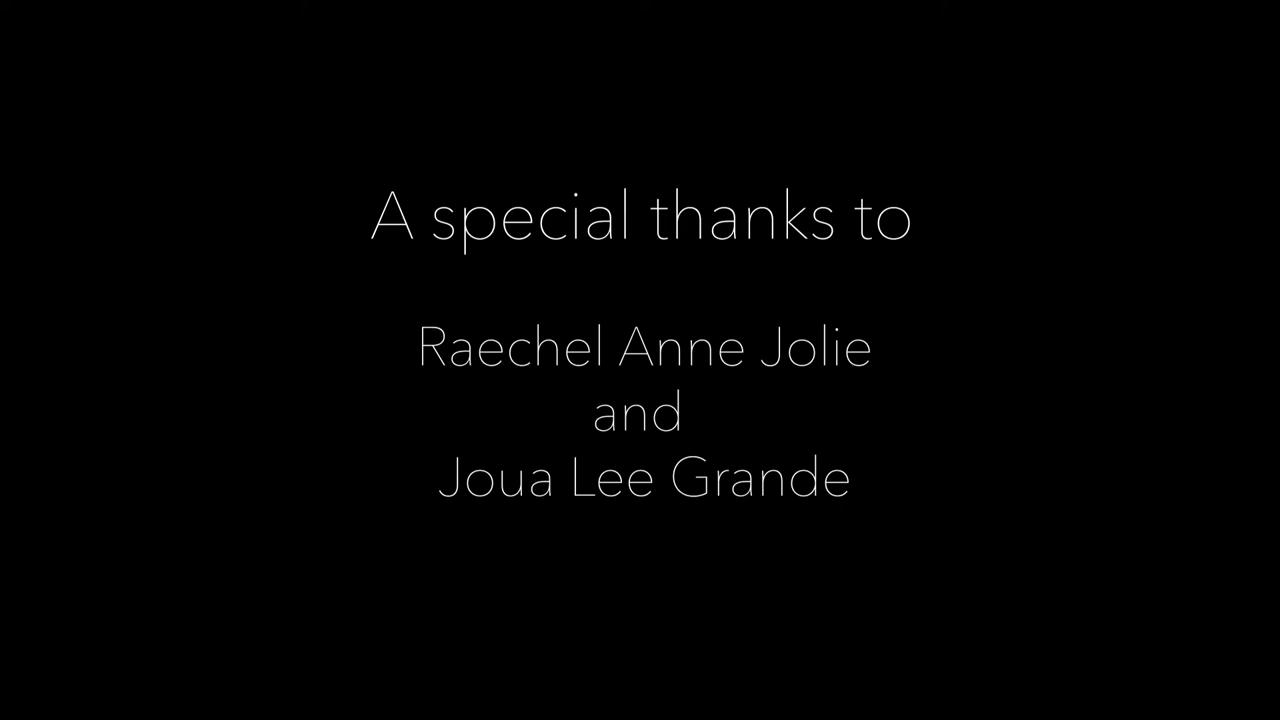 A special thanks to
Raechel Anne Jolie
and
Joua Lee Grande